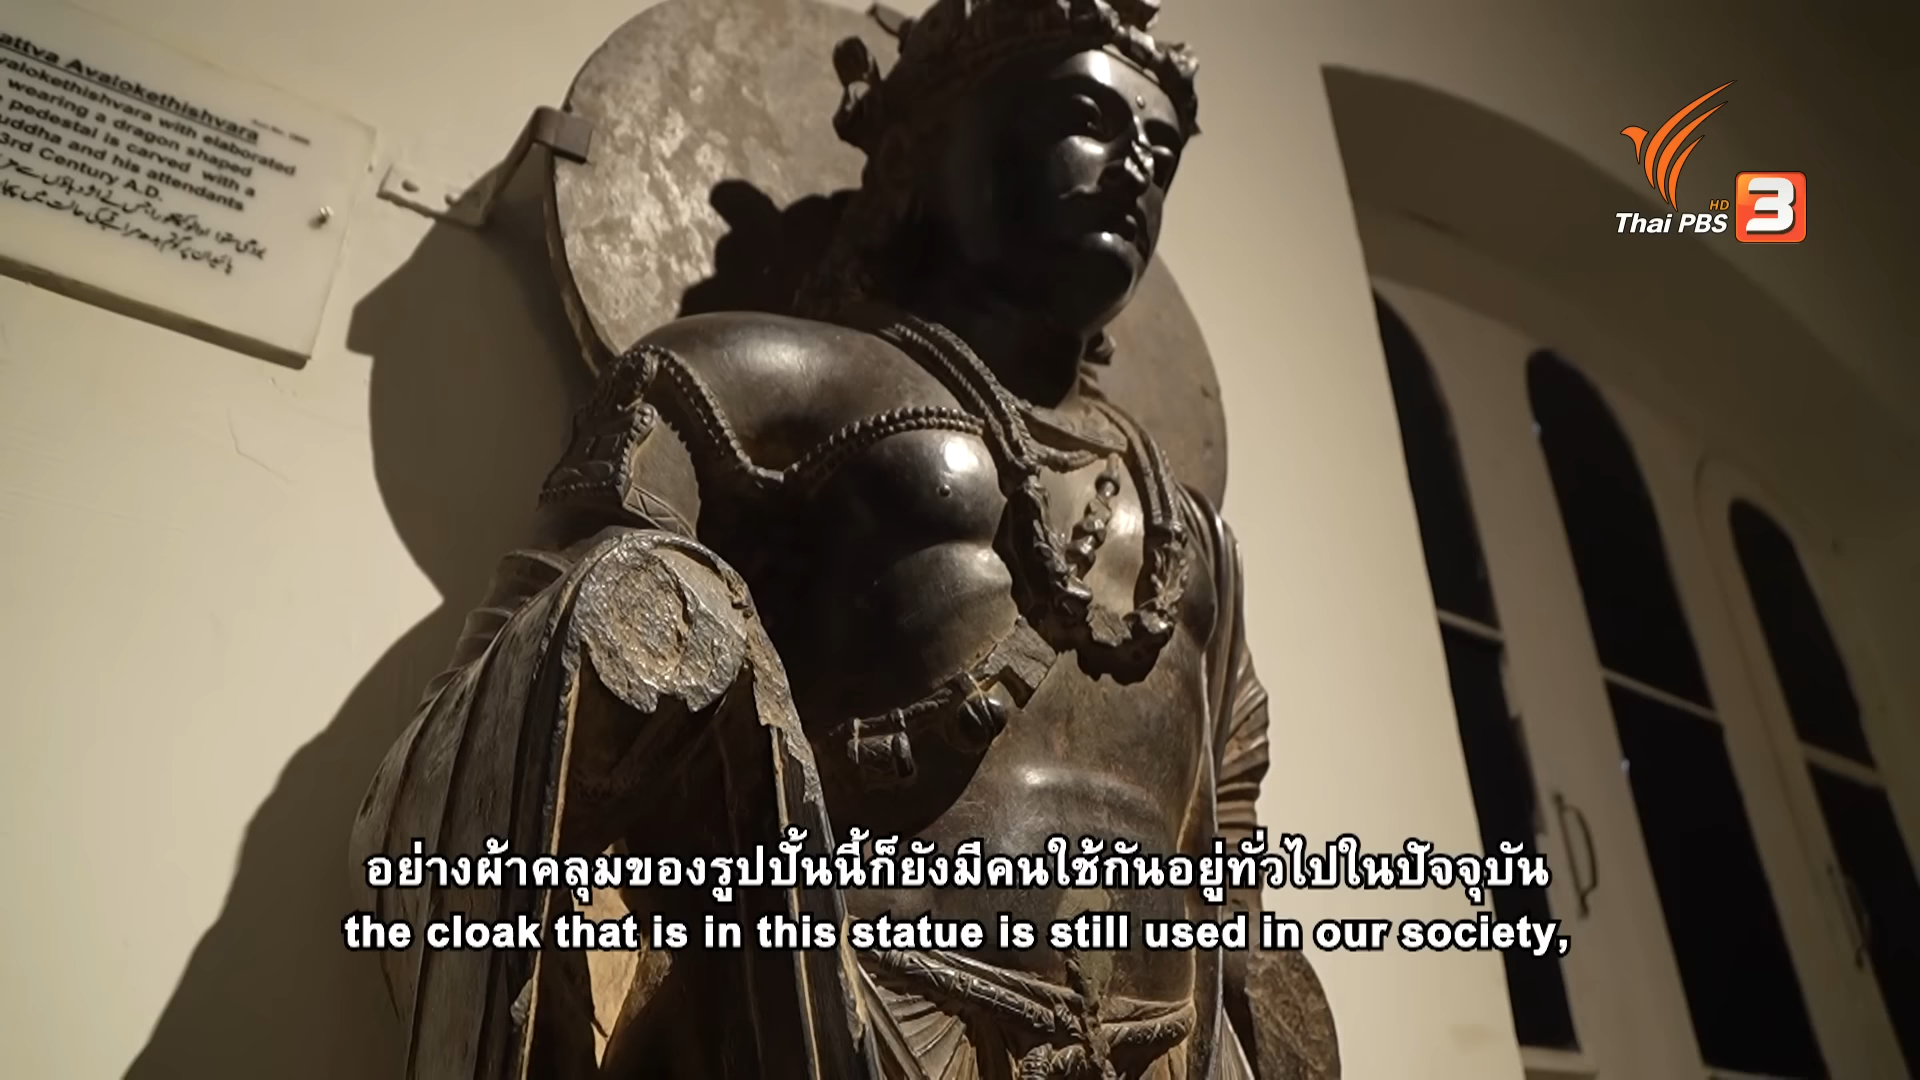 attva Avalokethishvara
valokethishvara with elaborated
wearing a dragon shaped
pedestal is carved with a
uddha and his attendants
3rd Century A.D.
HD
Thai PBS 3
อย่างผ้าคลุมของรูปปั้นนี้ก็ยังมีคนใช้กันอยู่ทั่วไปในปัจจุบัน
the cloak that is in this statue is still used in our society,